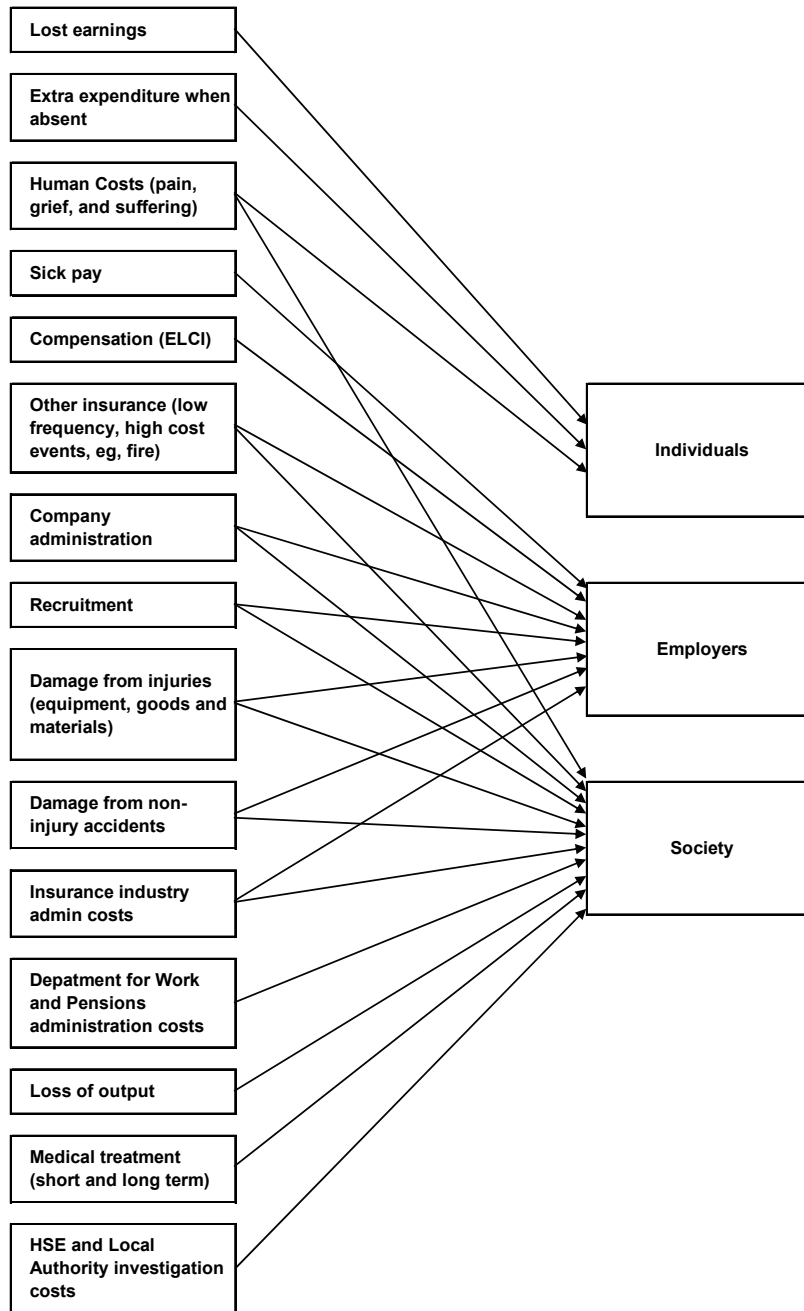 Lost earnings
Extra expenditure when
absent
Human Costs (pain,
grief, and suffering)
Sick pay
Compensation (ELCI)
Other insurance (low
frequency, high cost
events, eg, fire)
Company
administration
Recruitment
Damage from injuries
(equipment, goods and
materials)
Damage from non-
injury accidents
Insurance industry
admin costs
Depatment for Work
and Pensions
administration costs
Loss of output
Medical treatment
(short and long term)
HSE and Local
Authority investigation
costs
Individuals
Employers
Society